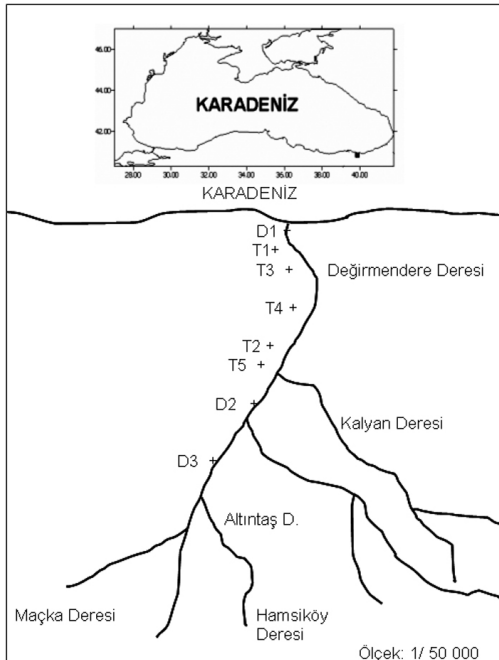 46.00
44.00
KARADENİZ
42.00
27.00 28.00 30.00 32.00 34.00 36.00 38.00 40.00
KARADENİZ
D1
T1
T3
Değirmendere Deresi
T4
T2
T5
D2
Kalyan Deresi
D3
Altıntaş D.
Maçka Deresi
Hamsiköy
Deresi
Ölçek: 1/ 50 000